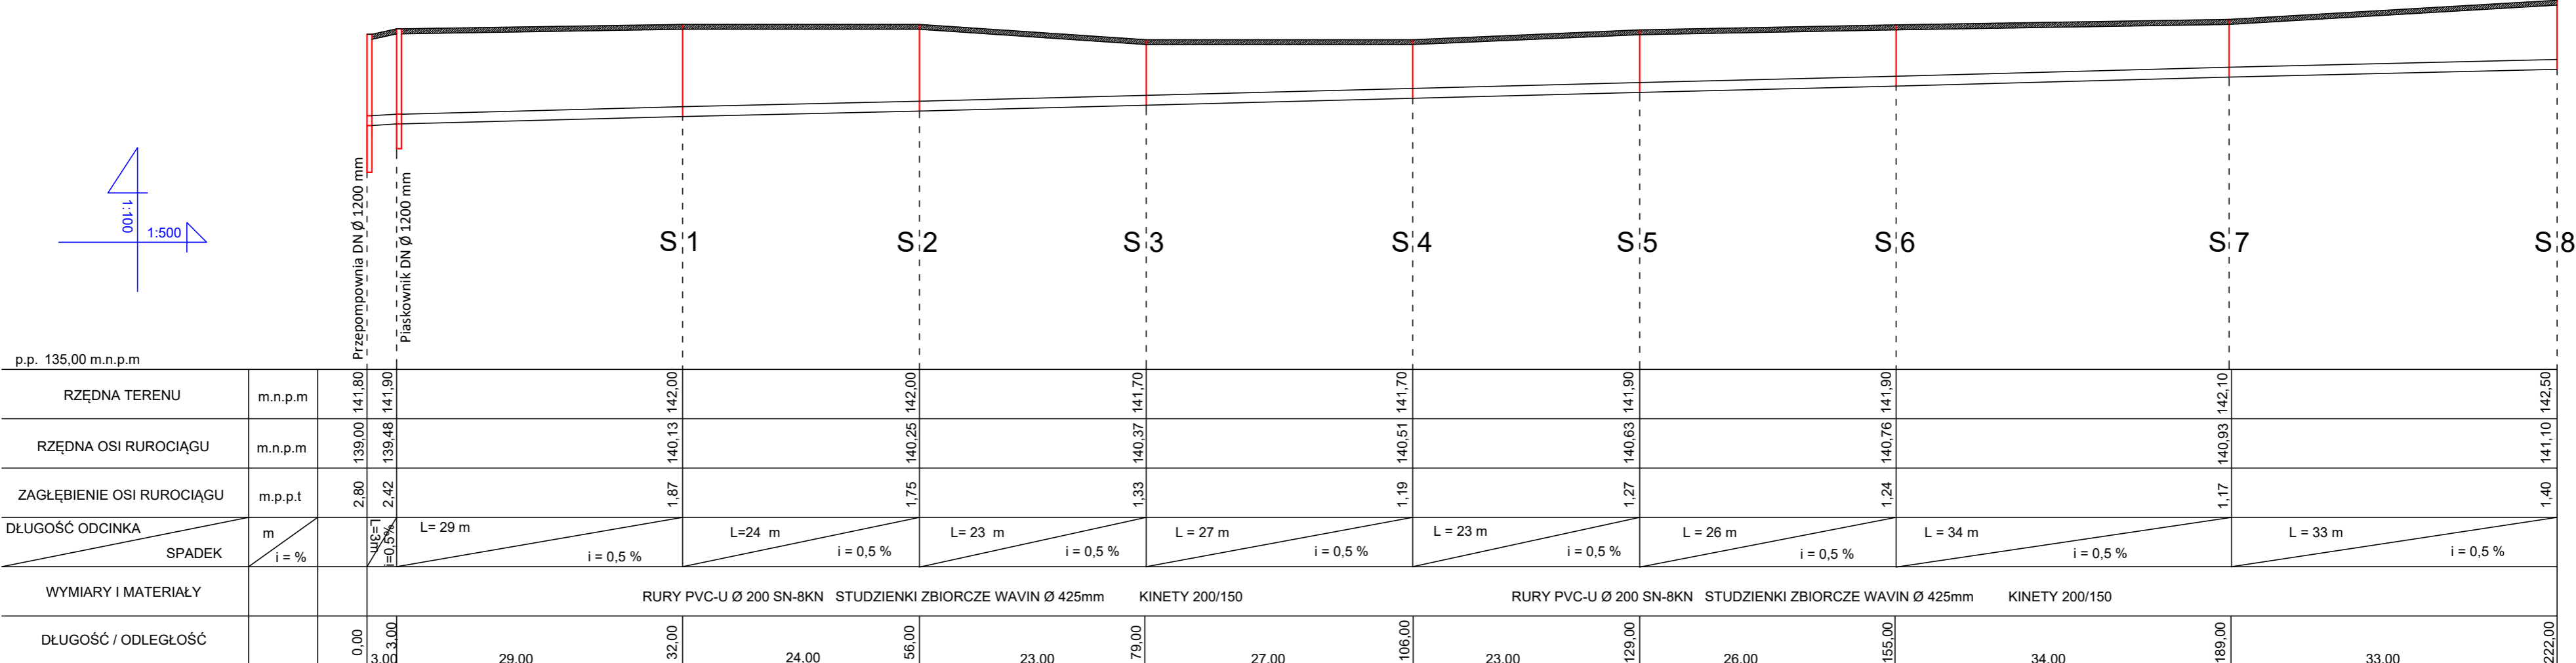 1:100
1:500
Przepompownia DN Ø 1200 mm
Piaskownik DN Ø 1200 mm
S 1
S 2
S 3
S 4
S 5
S 6
S 7
S 8
p.p. 135,00 m.n.p.m
RZĘDNA TERENU m.n.p.m 141,80 141,90 142,00 142,00 141,70 141,70 141,90 141,90 142,10 142,50
RZĘDNA OSI RUROCIĄGU m.n.p.m 139,00 139,48 140,13 140,25 140,37 140,51 140,63 140,76 140,93 141,10
ZAGŁĘBIENIE OSI RUROCIĄGU m.p.p.t 2,80 2,42 1,87 1,75 1,33 1,19 1,27 1,24 1,17 1,40
DŁUGOŚĆ ODCINKA m L=3m L= 29 m L=24 m L= 23 m L = 27 m L = 23 m L = 26 m L = 34 m L = 33 m
SPADEK i = % i=0,5% i = 0,5 % i = 0,5 % i = 0,5 % i = 0,5 % i = 0,5 % i = 0,5 % i = 0,5 % i = 0,5 %
WYMIARY I MATERIAŁY RURY PVC-U Ø 200 SN-8KN STUDZIENKI ZBIORCZE WAVIN Ø 425mm KINETY 200/150 RURY PVC-U Ø 200 SN-8KN STUDZIENKI ZBIORCZE WAVIN Ø 425mm KINETY 200/150
DŁUGOŚĆ / ODLEGŁOŚĆ 0,00 3,00 32,00 56,00 79,00 106,00 129,00 155,00 189,00 222,00
3,00 29,00 24,00 23,00 27,00 23,00 26,00 34,00 33,00